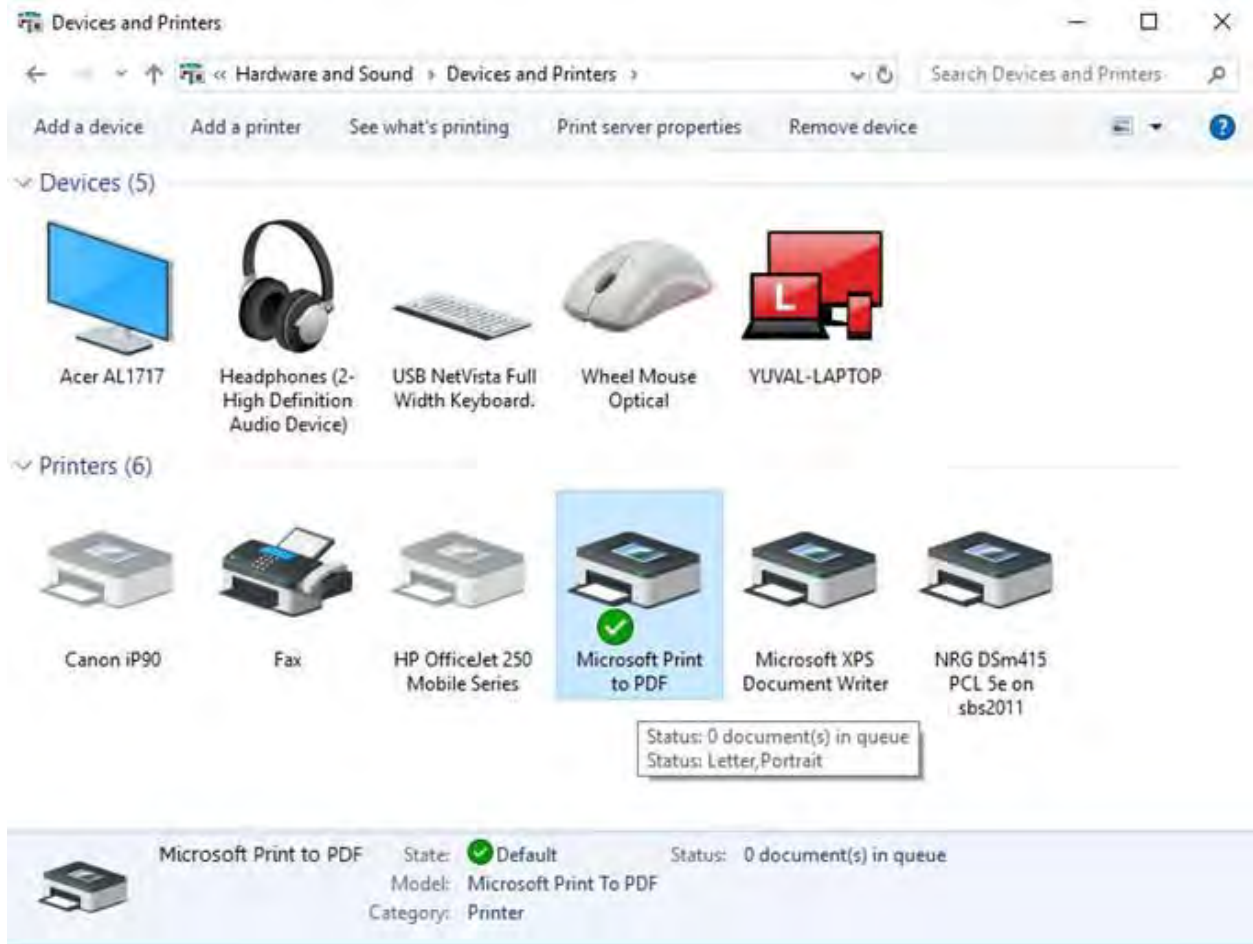 Devices and Printers
« Hardware and Sound › Devices and Printers ›
Search Devices and Printers
Add a device
Add a printer
See what's printing
Print server properties
Remove device
?
Devices (5)
L
Acer AL1717
Headphones (2-
High Definition
Audio Device)
USB NetVista Full
Width Keyboard.
Wheel Mouse
Optical
YUVAL-LAPTOP
Printers (6)
Canon iP90
Fax
HP OfficeJet 250
Mobile Series
Microsoft Print
to PDF
Microsoft XPS
Document Writer
NRG DSm415
PCL 5e on
sbs2011
Status: 0 document(s) in queue
Status: Letter,Portrait
Microsoft Print to PDF
State: Default
Status: 0 document(s) in queue
Model: Microsoft Print To PDF
Category: Printer